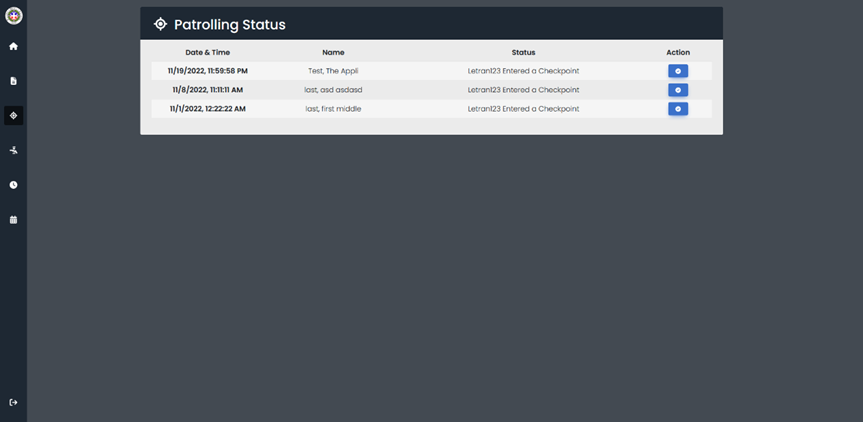 Patrolling Status
Date & Time Name Status Action
11/19/2022, 11:59:58 PM Test, The Appli Letran123 Entered a Checkpoint
11/8/2022, 11:11:11 AM last, asd asdasd Letran123 Entered a Checkpoint
11/1/2022, 12:22:22 AM last, first middle Letran123 Entered a Checkpoint